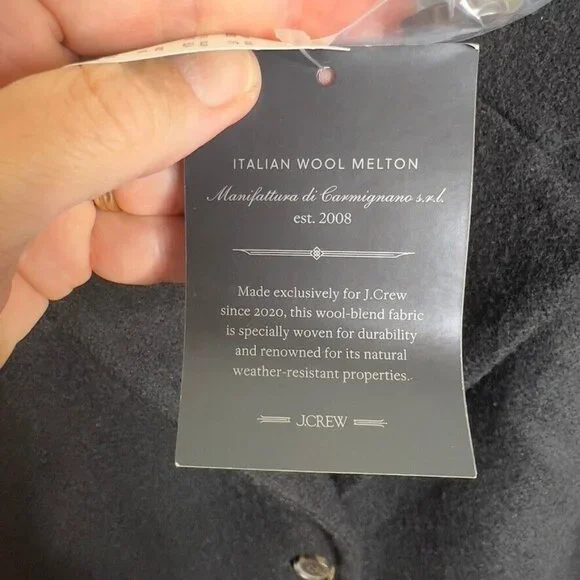 ITALIAN WOOL MELTON
Manifattura di Carmignano s.r.l.
est. 2008
Made exclusively for J.Crew
since 2020, this wool-blend fabric
is specially woven for durability
and renowned for its natural
weather-resistant properties.
J.CREW